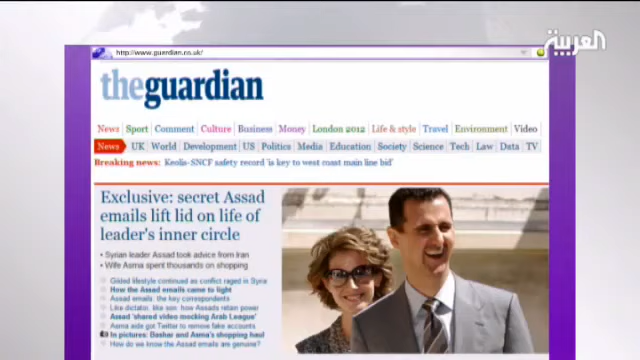 العربية
http://www.guardian.co.uk/
theguardian
News Sport Comment Culture Business Money London 2012 Life & style Travel Environment Video
News UK World Development US Politics Media Education Society Science Tech Law Data TV
Breaking news: Keolis-SNCF safety record 'is key to west coast main line bid'
Exclusive: secret Assad
emails lift lid on life of
leader's inner circle
• Syrian leader Assad took advice from Iran
• Wife Asma spent thousands on shopping
Gilded lifestyle continued as conflict raged in Syria
How the Assad emails came to light
Assad emails: the key correspondents
Like dictator, like son: how Assads retain power
Assad 'shared video mocking Arab League'
Asma aide got Twitter to remove fake accounts
In pictures: Bashar and Asma's shopping haul
How do we know the Assad emails are genuine?